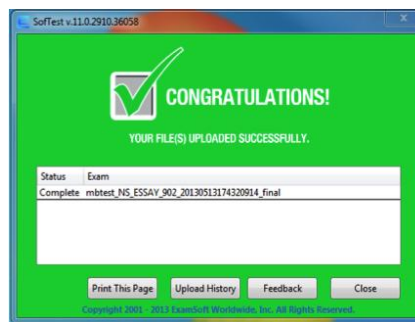 SofTest v.11.0.2910.36058
CONGRATULATIONS!
YOUR FILE(S) UPLOADED SUCCESSFULLY.
Status Exam
Complete mbtest_NS_ESSAY_902_20130513174320914_final
Print This Page Upload History Feedback Close
Copyright 2001 - 2013 ExamSoft Worldwide, Inc. All Rights Reserved.